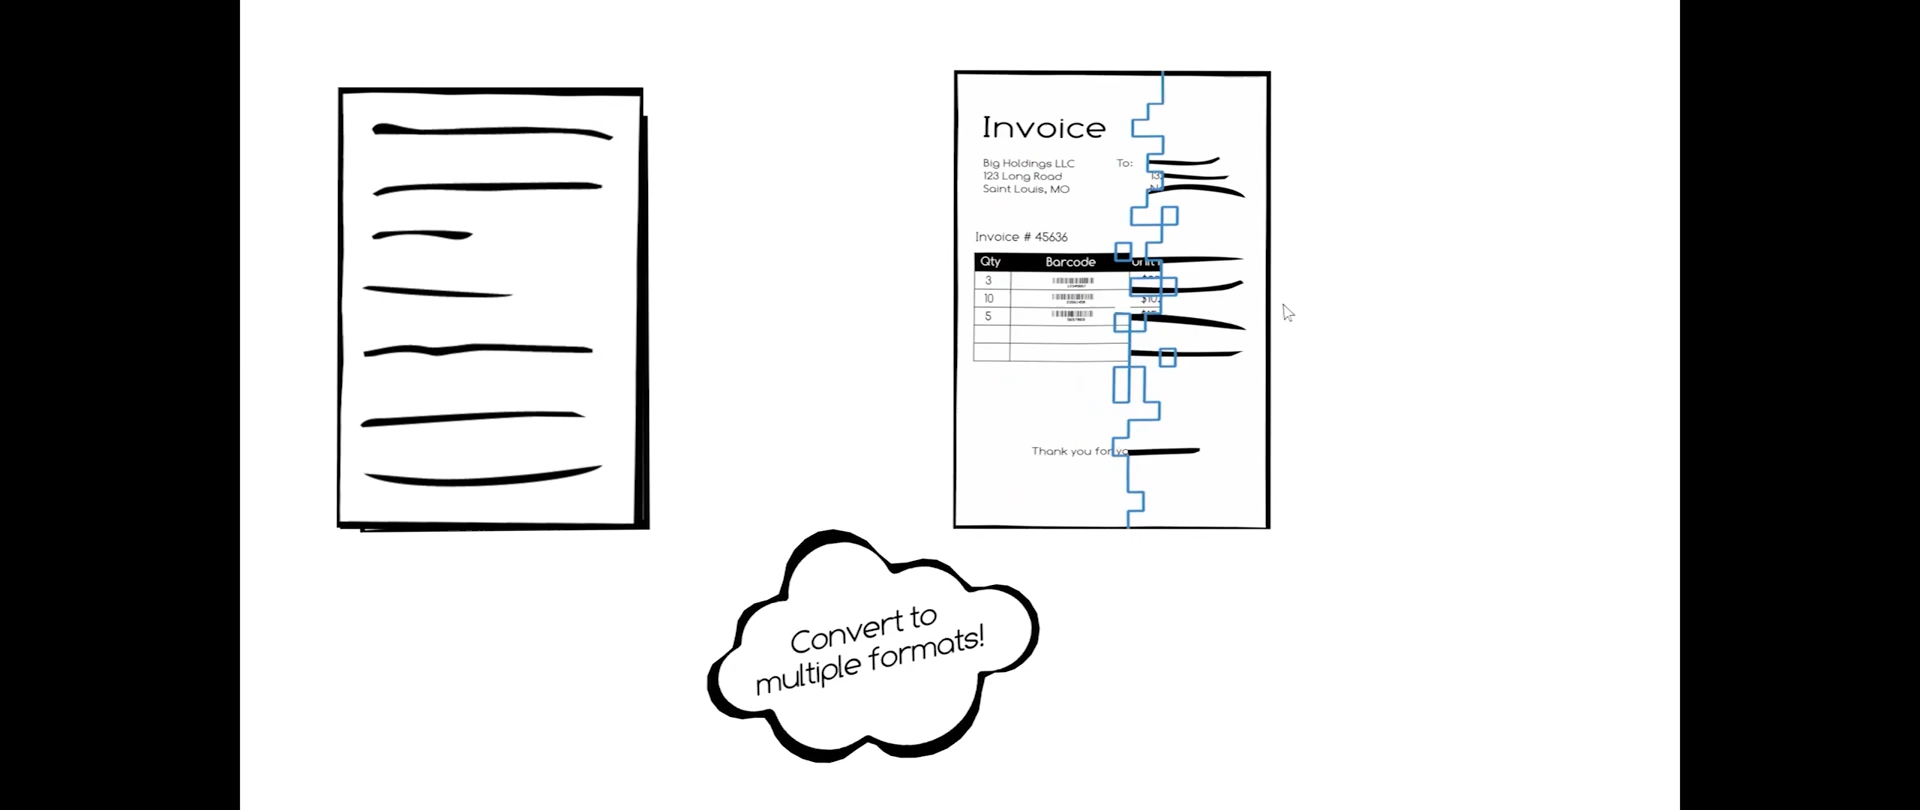 Invoice
Big Holdings LLC To:
123 Long Road
Saint Louis, MO
Invoice # 45636
Qty Barcode
3
10
5
Thank you for
Convert to
multiple formats!